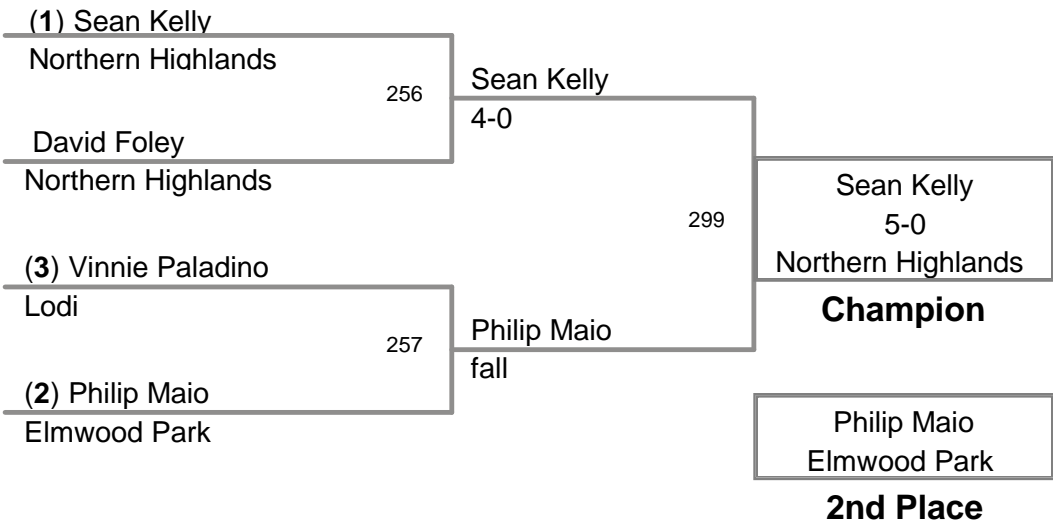 (1) Sean Kelly
Northern Highlands
256
David Foley
Northern Highlands
Sean Kelly
4-0
(3) Vinnie Paladino
Lodi
257
(2) Philip Maio
Elmwood Park
Philip Maio
fall
299
Sean Kelly
5-0
Northern Highlands
Champion
Philip Maio
Elmwood Park
2nd Place